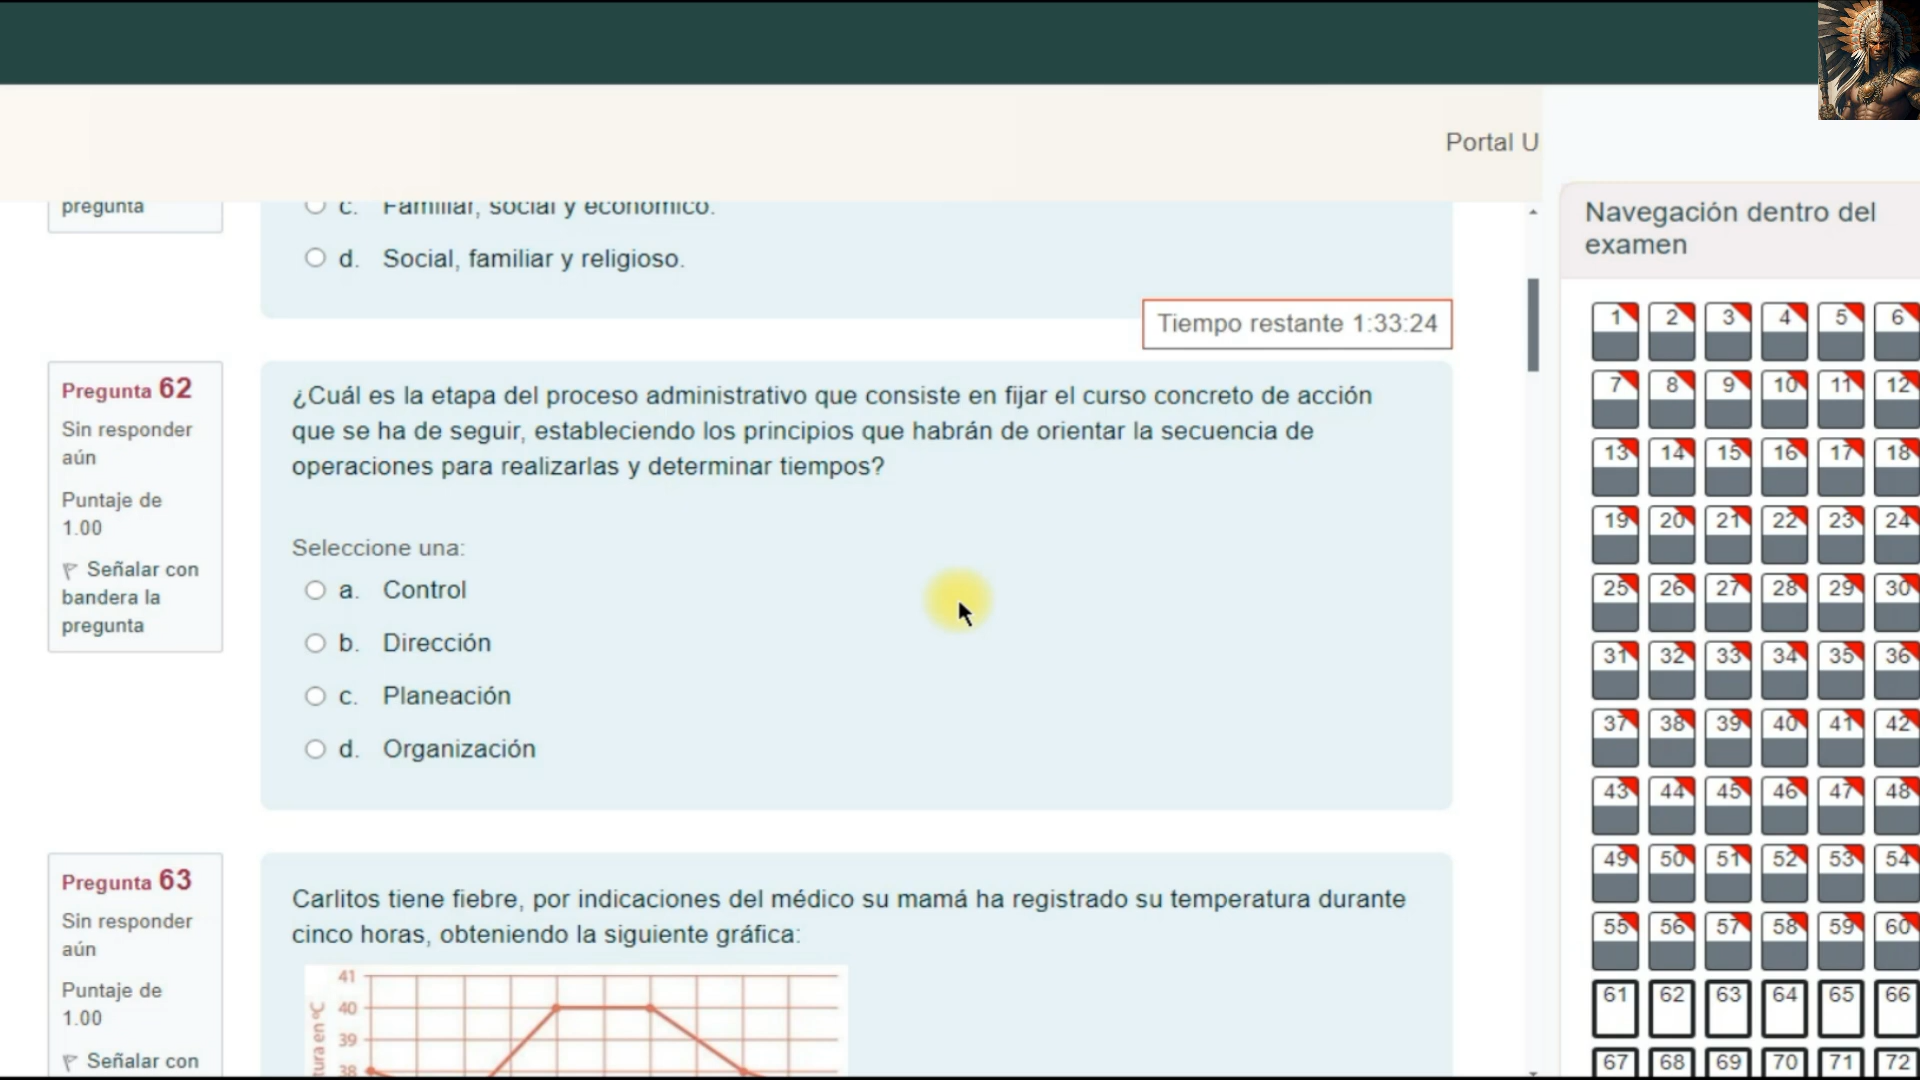 Portal U
pregunta
c. Familiar, social y económico.
d. Social, familiar y religioso.
Tiempo restante 1:33:24
Pregunta 62
Sin responder
aún
Puntaje de
1.00
Señalar con
bandera la
pregunta
¿Cuál es la etapa del proceso administrativo que consiste en fijar el curso concreto de acción
que se ha de seguir, estableciendo los principios que habrán de orientar la secuencia de
operaciones para realizarlas y determinar tiempos?
Seleccione una:
a. Control
b. Dirección
c. Planeación
d. Organización
Pregunta 63
Sin responder
aún
Puntaje de
1.00
Señalar con
Carlitos tiene fiebre, por indicaciones del médico su mamá ha registrado su temperatura durante
cinco horas, obteniendo la siguiente gráfica:
41
40
39
38
tura en ºC
Navegación dentro del
examen
1 2 3 4 5 6
7 8 9 10 11 12
13 14 15 16 17 18
19 20 21 22 23 24
25 26 27 28 29 30
31 32 33 34 35 36
37 38 39 40 41 42
43 44 45 46 47 48
49 50 51 52 53 54
55 56 57 58 59 60
61 62 63 64 65 66
67 68 69 70 71 72